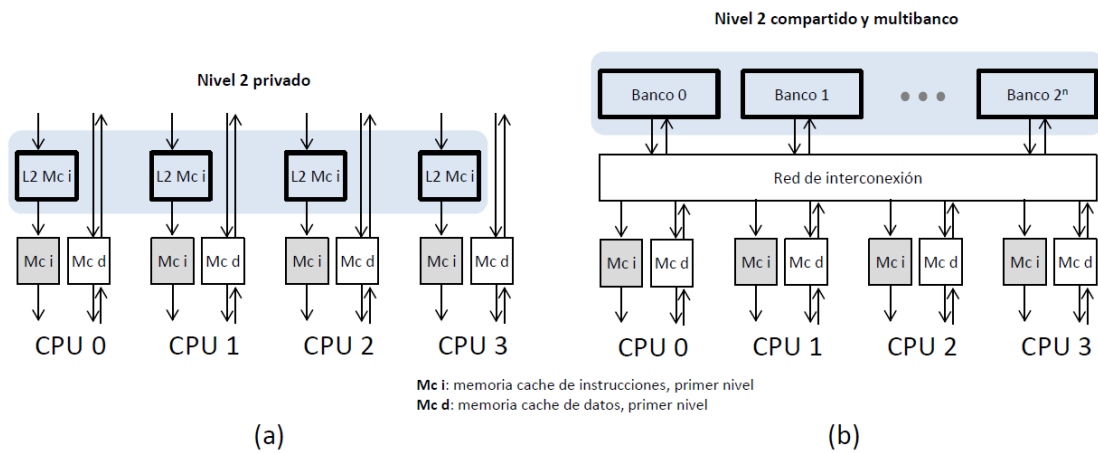 Nivel 2 privado
L2 Mc i L2 Mc i L2 Mc i L2 Mc i
Mc i Mc d Mc i Mc d Mc i Mc d Mc i Mc d
CPU 0 CPU 1 CPU 2 CPU 3
Nivel 2 compartido y multibanco
Banco 0 Banco 1 Banco 2ⁿ
Red de interconexión
Mc i Mc d Mc i Mc d Mc i Mc d Mc i Mc d
CPU 0 CPU 1 CPU 2 CPU 3
Mc i: memoria cache de instrucciones, primer nivel
Mc d: memoria cache de datos, primer nivel
(a) (b)